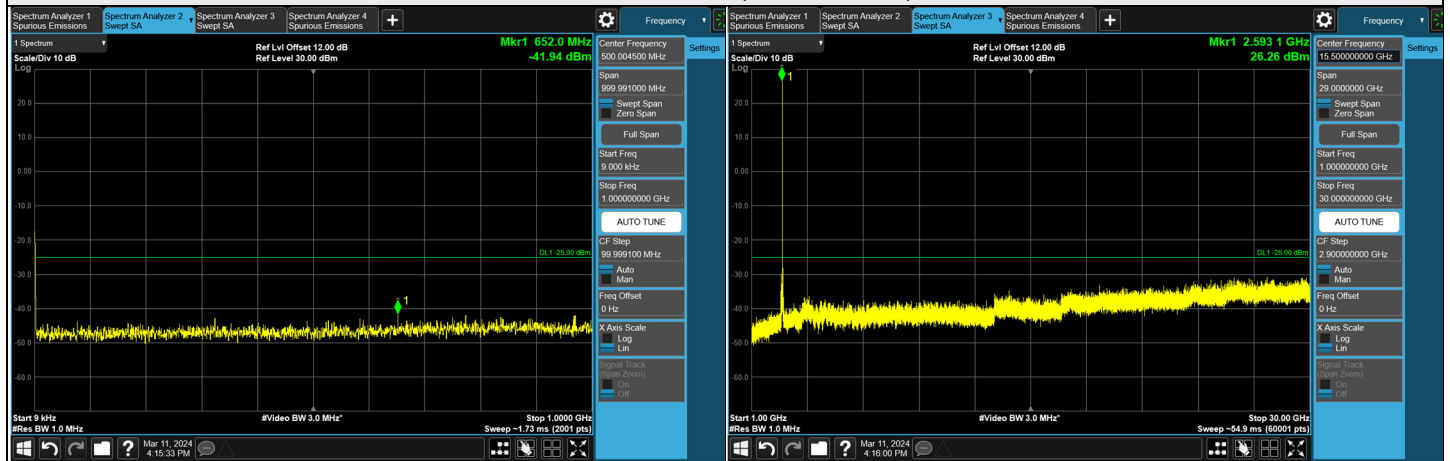 Spectrum Analyzer 1
Spurious Emissions
Spectrum Analyzer 2
Swept SA
Spectrum Analyzer 3
Swept SA
Spectrum Analyzer 4
Spurious Emissions
Frequency
1 Spectrum
Scale/Div 10 dB
Log
Ref Lvl Offset 12.00 dB
Ref Level 30.00 dBm
Mkr1 652.0 MHz
-41.94 dBm
20.0
10.0
0.00
-10.0
-20.0
-30.0
-40.0
-50.0
-60.0
DL1 -25.00 dBm
1
Start 9 kHz
#Res BW 1.0 MHz
#Video BW 3.0 MHz*
Stop 1.0000 GHz
Sweep ~1.73 ms (2001 pts)
Center Frequency
500.004500 MHz
Settings
Span
999.991000 MHz
Swept Span
Zero Span
Full Span
Start Freq
9.000 kHz
Stop Freq
1.000000000 GHz
AUTO TUNE
CF Step
99.999100 MHz
Auto
Man
Freq Offset
0 Hz
X Axis Scale
Log
Lin
Signal Track
(Span Zoom)
On
Off
?
Mar 11, 2024
4:15:33 PM
Spectrum Analyzer 1
Spurious Emissions
Spectrum Analyzer 2
Swept SA
Spectrum Analyzer 3
Swept SA
Spectrum Analyzer 4
Spurious Emissions
Frequency
1 Spectrum
Scale/Div 10 dB
Log
Ref Lvl Offset 12.00 dB
Ref Level 30.00 dBm
Mkr1 2.593 1 GHz
26.26 dBm
1
20.0
10.0
0.00
-10.0
-20.0
-30.0
-40.0
-50.0
-60.0
DL1 -25.00 dBm
Start 1.00 GHz
#Res BW 1.0 MHz
#Video BW 3.0 MHz*
Stop 30.00 GHz
Sweep ~54.9 ms (60001 pts)
Center Frequency
15.500000000 GHz
Settings
Span
29.0000000 GHz
Swept Span
Zero Span
Full Span
Start Freq
1.000000000 GHz
Stop Freq
30.000000000 GHz
AUTO TUNE
CF Step
2.900000000 GHz
Auto
Man
Freq Offset
0 Hz
X Axis Scale
Log
Lin
Signal Track
(Span Zoom)
On
Off
?
Mar 11, 2024
4:16:00 PM